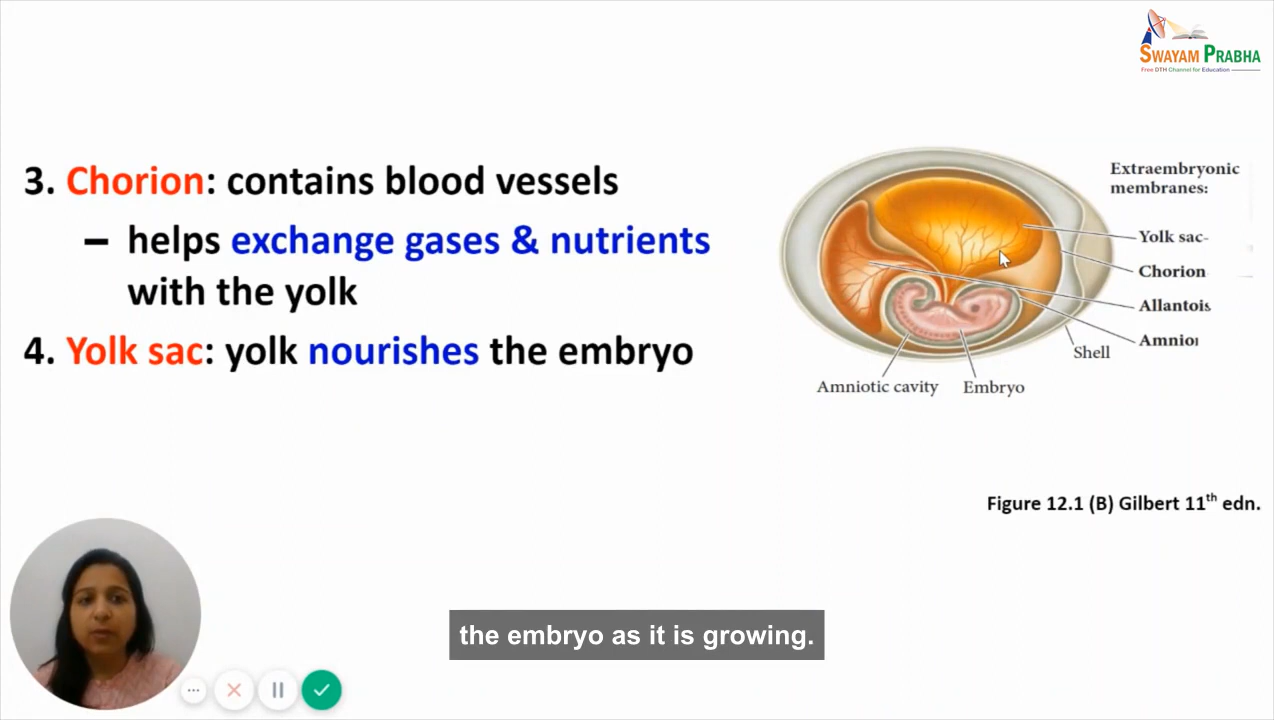 SWAYAM PRABHA
Free DTH Channel for Education
3. Chorion: contains blood vessels
– helps exchange gases & nutrients
with the yolk
4. Yolk sac: yolk nourishes the embryo
Extraembryonic
membranes:
Yolk sac
Chorion
Allantois
Amnio
Shell
Amniotic cavity
Embryo
Figure 12.1 (B) Gilbert 11th edn.
the embryo as it is growing.